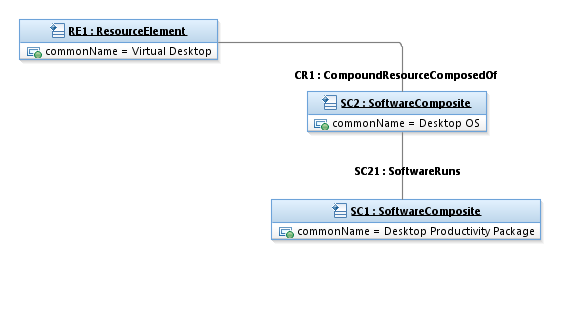 RE1 : ResourceElement
commonName = Virtual Desktop
CR1 : CompoundResourceComposedOf
SC2 : SoftwareComposite
commonName = Desktop OS
SC21 : SoftwareRuns
SC1 : SoftwareComposite
commonName = Desktop Productivity Package